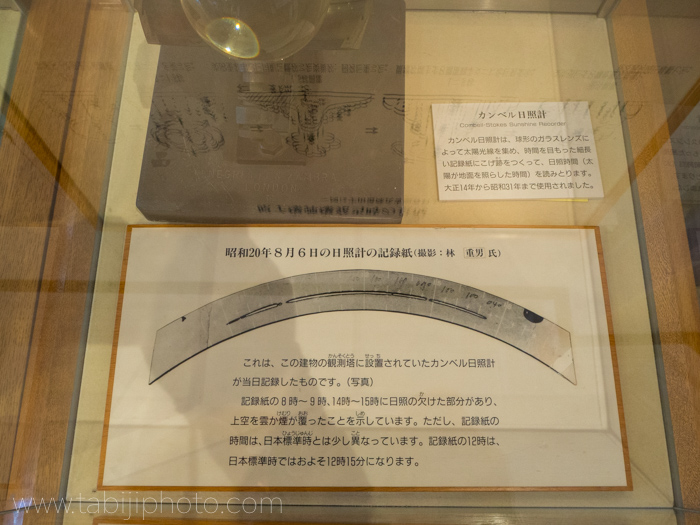 カンベル日照計
Campbell-Stokes Sunshine Recorder
カンベル日照計は、球形のガラスレンズに
よって太陽光線を集め、時間を目もった細長
い記録紙にこげ跡をつくって、日照時間（太
陽が地面を照らした時間）を読みとります。
大正14年から昭和31年まで使用されました。
昭和20年８月６日の日照計の記録紙(撮影：林　重男 氏)
これは、この建物の観測塔に設置されていたカンベル日照計
が当日記録したものです。（写真）
記録紙の８時〜９時、14時〜15時に日照の欠けた部分があり、
上空を雲か煙が覆ったことを示しています。ただし、記録紙の
時間は、日本標準時とは少し異なっています。記録紙の12時は、
日本標準時ではおよそ12時15分になります。
www.tabijiphoto.com